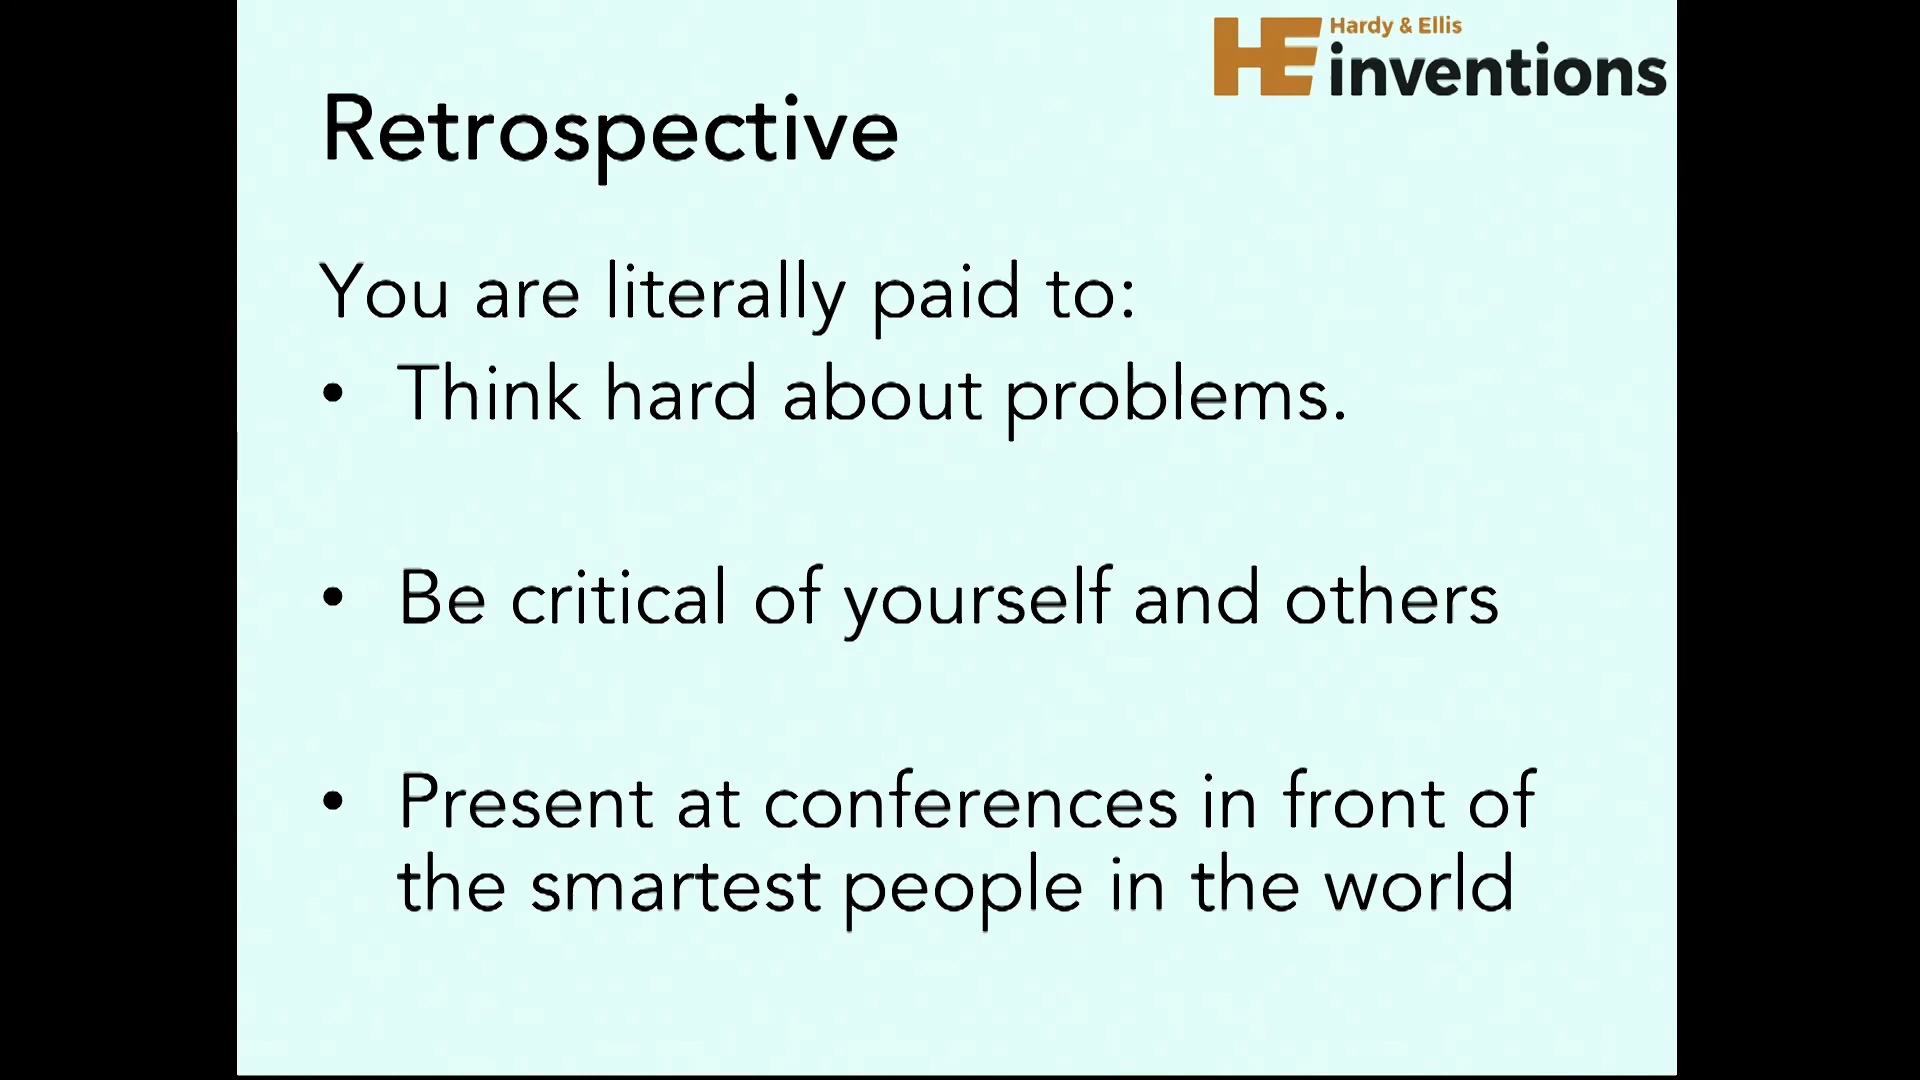 HE Hardy & Ellis
inventions
Retrospective
You are literally paid to:
• Think hard about problems.
• Be critical of yourself and others
• Present at conferences in front of
the smartest people in the world